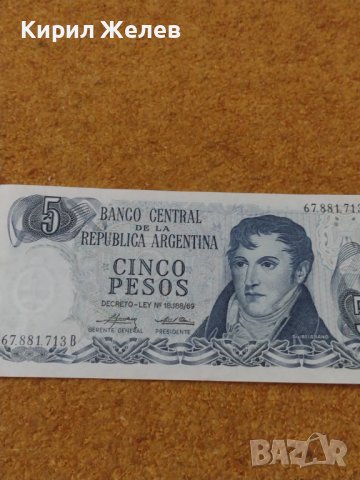 Кирил Желев
5
67.881.713
BANCO CENTRAL
DE LA
REPUBLICA ARGENTINA
CINCO
PESOS
DECRETO-LEY Nº 18.188/69
GERENTE GENERAL
PRESIDENTE
67.881.713 B
BAZAR